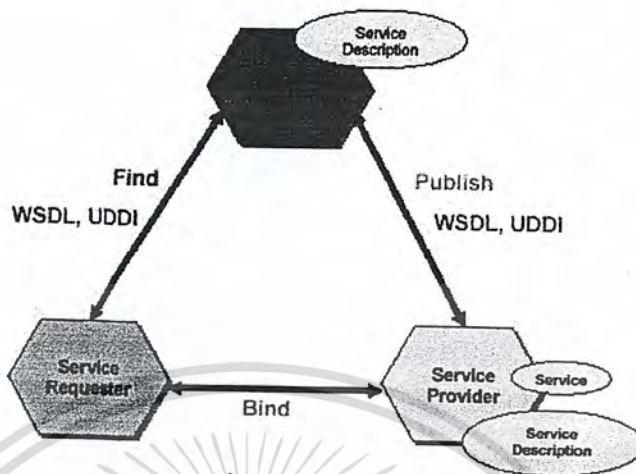 Service
Description
Find
WSDL, UDDI
Publish
WSDL, UDDI
Service
Requester
Bind
Service
Provider
Service
Service
Description